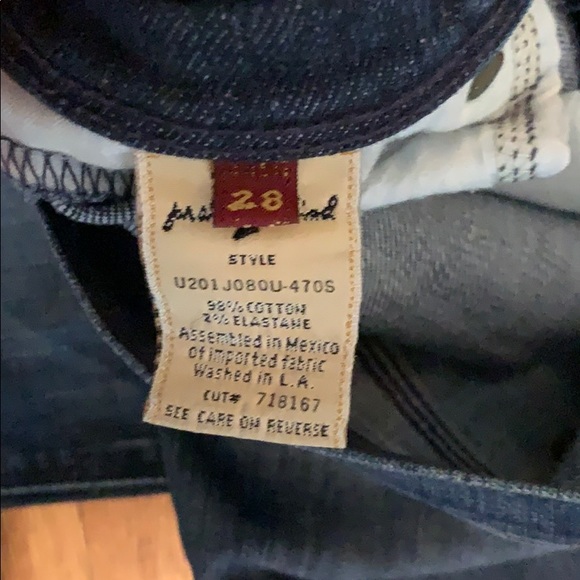 28
STYLE
U201J080U-470S
98% COTTON
2% ELASTANE
Assembled in Mexico
of imported fabric
Washed in L.A.
CUT# 718167
SEE CARE ON REVERSE